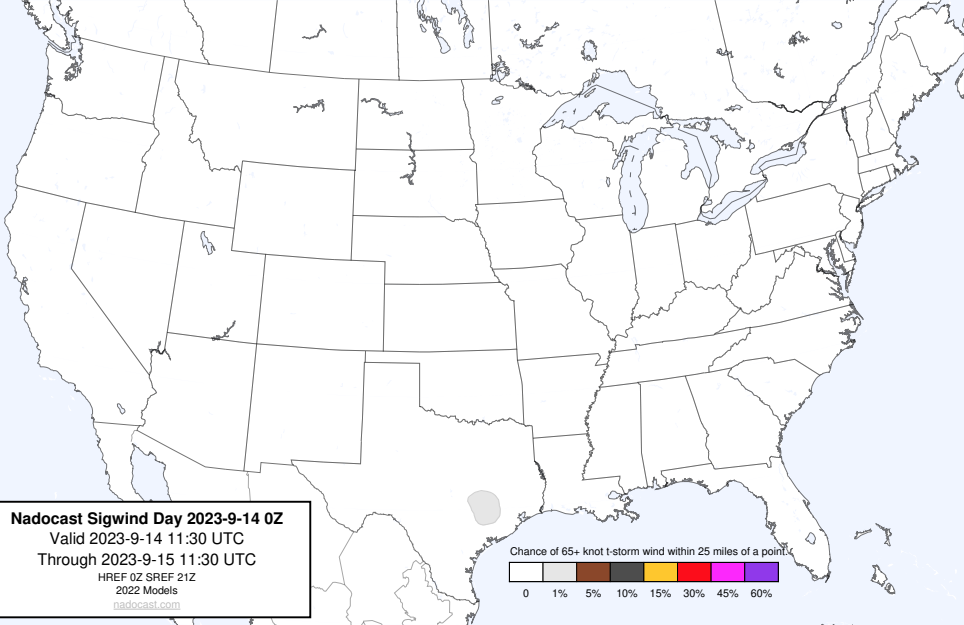 Nadocast Sigwind Day 2023-9-14 0Z
Valid 2023-9-14 11:30 UTC
Through 2023-9-15 11:30 UTC
HREF 0Z SREF 21Z
2022 Models
nadocast.com
Chance of 65+ knot t-storm wind within 25 miles of a point.
0 1% 5% 10% 15% 30% 45% 60%